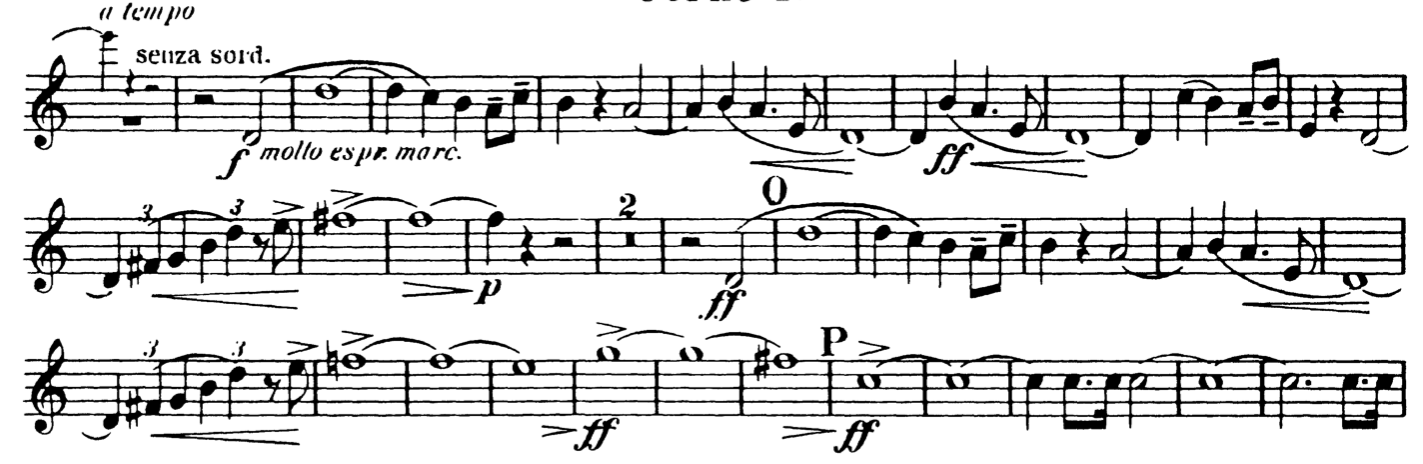 a tempo
senza sord.
f molto espr. marc. ff
3 3 2 O
p ff
3 3 P
ff ff